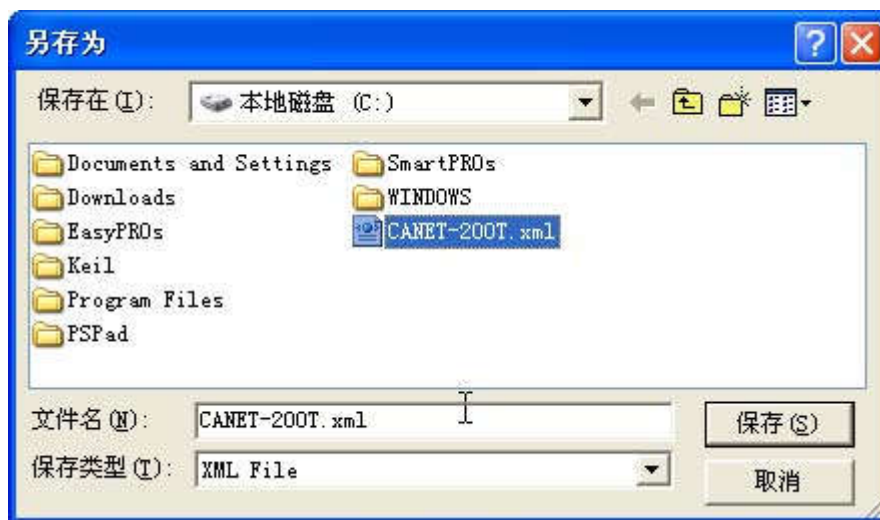 另存为
保存在(I):
本地磁盘 (C:)
Documents and Settings
Downloads
EasyPROs
Keil
Program Files
PSPad
SmartPROs
WINDOWS
CANET-200T.xml
文件名(N):
CANET-200T.xml
保存(S)
保存类型(T):
XML File
取消